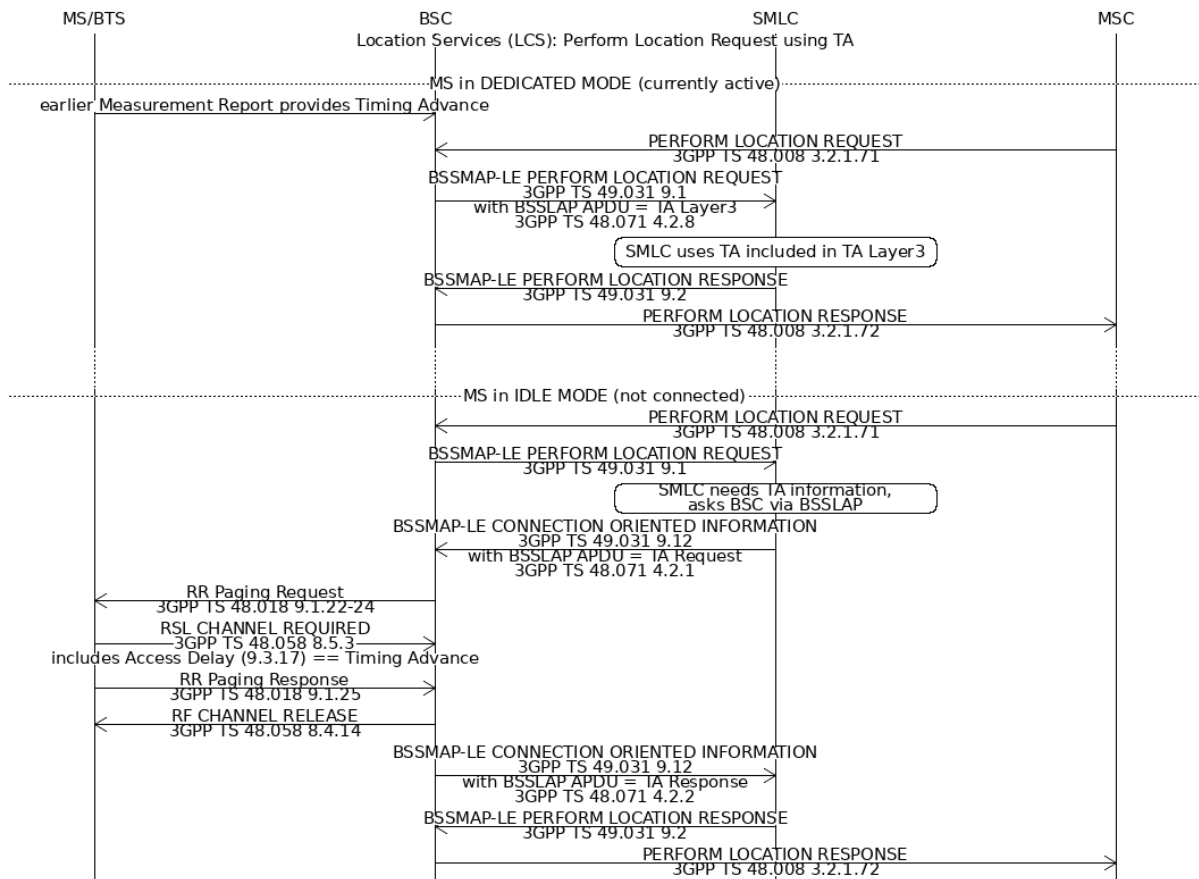 MS/BTS BSC SMLC MSC
Location Services (LCS): Perform Location Request using TA
MS in DEDICATED MODE (currently active)
earlier Measurement Report provides Timing Advance
PERFORM LOCATION REQUEST
3GPP TS 48.008 3.2.1.71
BSSMAP-LE PERFORM LOCATION REQUEST
3GPP TS 49.031 9.1
with BSSLAP APDU = TA Layer3
3GPP TS 48.071 4.2.8
SMLC uses TA included in TA Layer3
BSSMAP-LE PERFORM LOCATION RESPONSE
3GPP TS 49.031 9.2
PERFORM LOCATION RESPONSE
3GPP TS 48.008 3.2.1.72
MS in IDLE MODE (not connected)
PERFORM LOCATION REQUEST
3GPP TS 48.008 3.2.1.71
BSSMAP-LE PERFORM LOCATION REQUEST
3GPP TS 49.031 9.1
SMLC needs TA information,
asks BSC via BSSLAP
BSSMAP-LE CONNECTION ORIENTED INFORMATION
3GPP TS 49.031 9.12
with BSSLAP APDU = TA Request
3GPP TS 48.071 4.2.1
RR Paging Request
3GPP TS 48.018 9.1.22-24
RSL CHANNEL REQUIRED
3GPP TS 48.058 8.5.3
includes Access Delay (9.3.17) == Timing Advance
RR Paging Response
3GPP TS 48.018 9.1.25
RF CHANNEL RELEASE
3GPP TS 48.058 8.4.14
BSSMAP-LE CONNECTION ORIENTED INFORMATION
3GPP TS 49.031 9.12
with BSSLAP APDU = TA Response
3GPP TS 48.071 4.2.2
BSSMAP-LE PERFORM LOCATION RESPONSE
3GPP TS 49.031 9.2
PERFORM LOCATION RESPONSE
3GPP TS 48.008 3.2.1.72